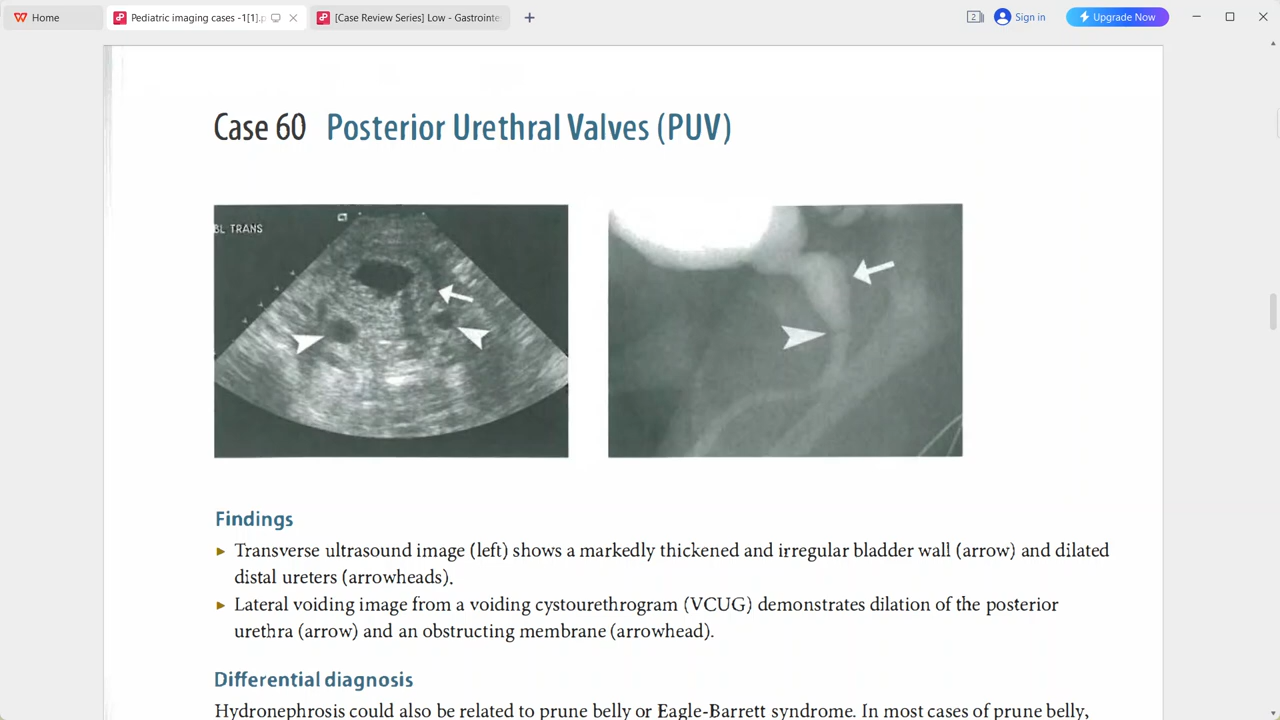 Home
Pediatric imaging cases -1[1].p
[Case Review Series] Low - Gastrointe
2
Sign in
Upgrade Now
Case 60 Posterior Urethral Valves (PUV)
BL TRANS
Findings
▸ Transverse ultrasound image (left) shows a markedly thickened and irregular bladder wall (arrow) and dilated
distal ureters (arrowheads).
▸ Lateral voiding image from a voiding cystourethrogram (VCUG) demonstrates dilation of the posterior
urethra (arrow) and an obstructing membrane (arrowhead).
Differential diagnosis
Hydronephrosis could also be related to prune belly or Eagle-Barrett syndrome. In most cases of prune belly,